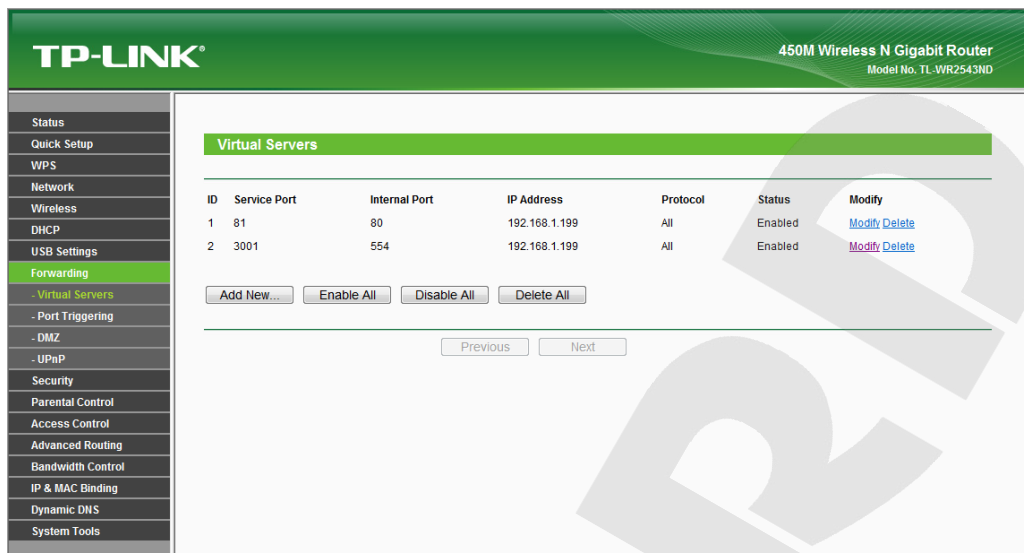 TP-LINK®
450M Wireless N Gigabit Router
Model No. TL-WR2543ND
Status
Quick Setup
WPS
Network
Wireless
DHCP
USB Settings
Forwarding
- Virtual Servers
- Port Triggering
- DMZ
- UPnP
Security
Parental Control
Access Control
Advanced Routing
Bandwidth Control
IP & MAC Binding
Dynamic DNS
System Tools
Virtual Servers
ID Service Port Internal Port IP Address Protocol Status Modify
1 81 80 192.168.1.199 All Enabled Modify Delete
2 3001 554 192.168.1.199 All Enabled Modify Delete
Add New... Enable All Disable All Delete All
Previous Next